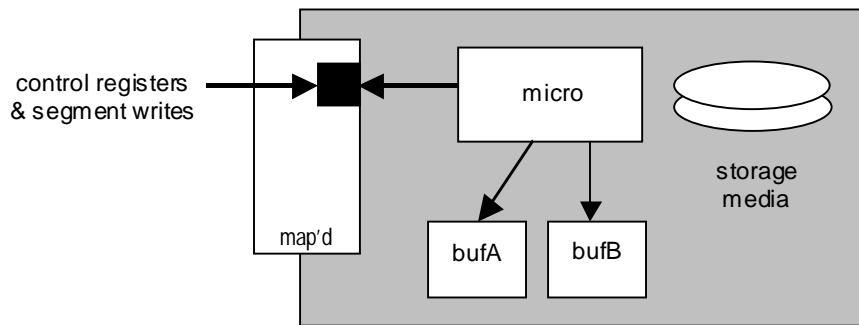 control registers
& segment writes
map'd
micro
bufA
bufB
storage
media